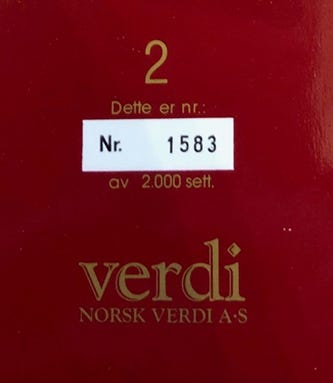 2
Dette er nr.:
Nr. 1583
av 2.000 sett.
verdi
NORSK VERDI A·S